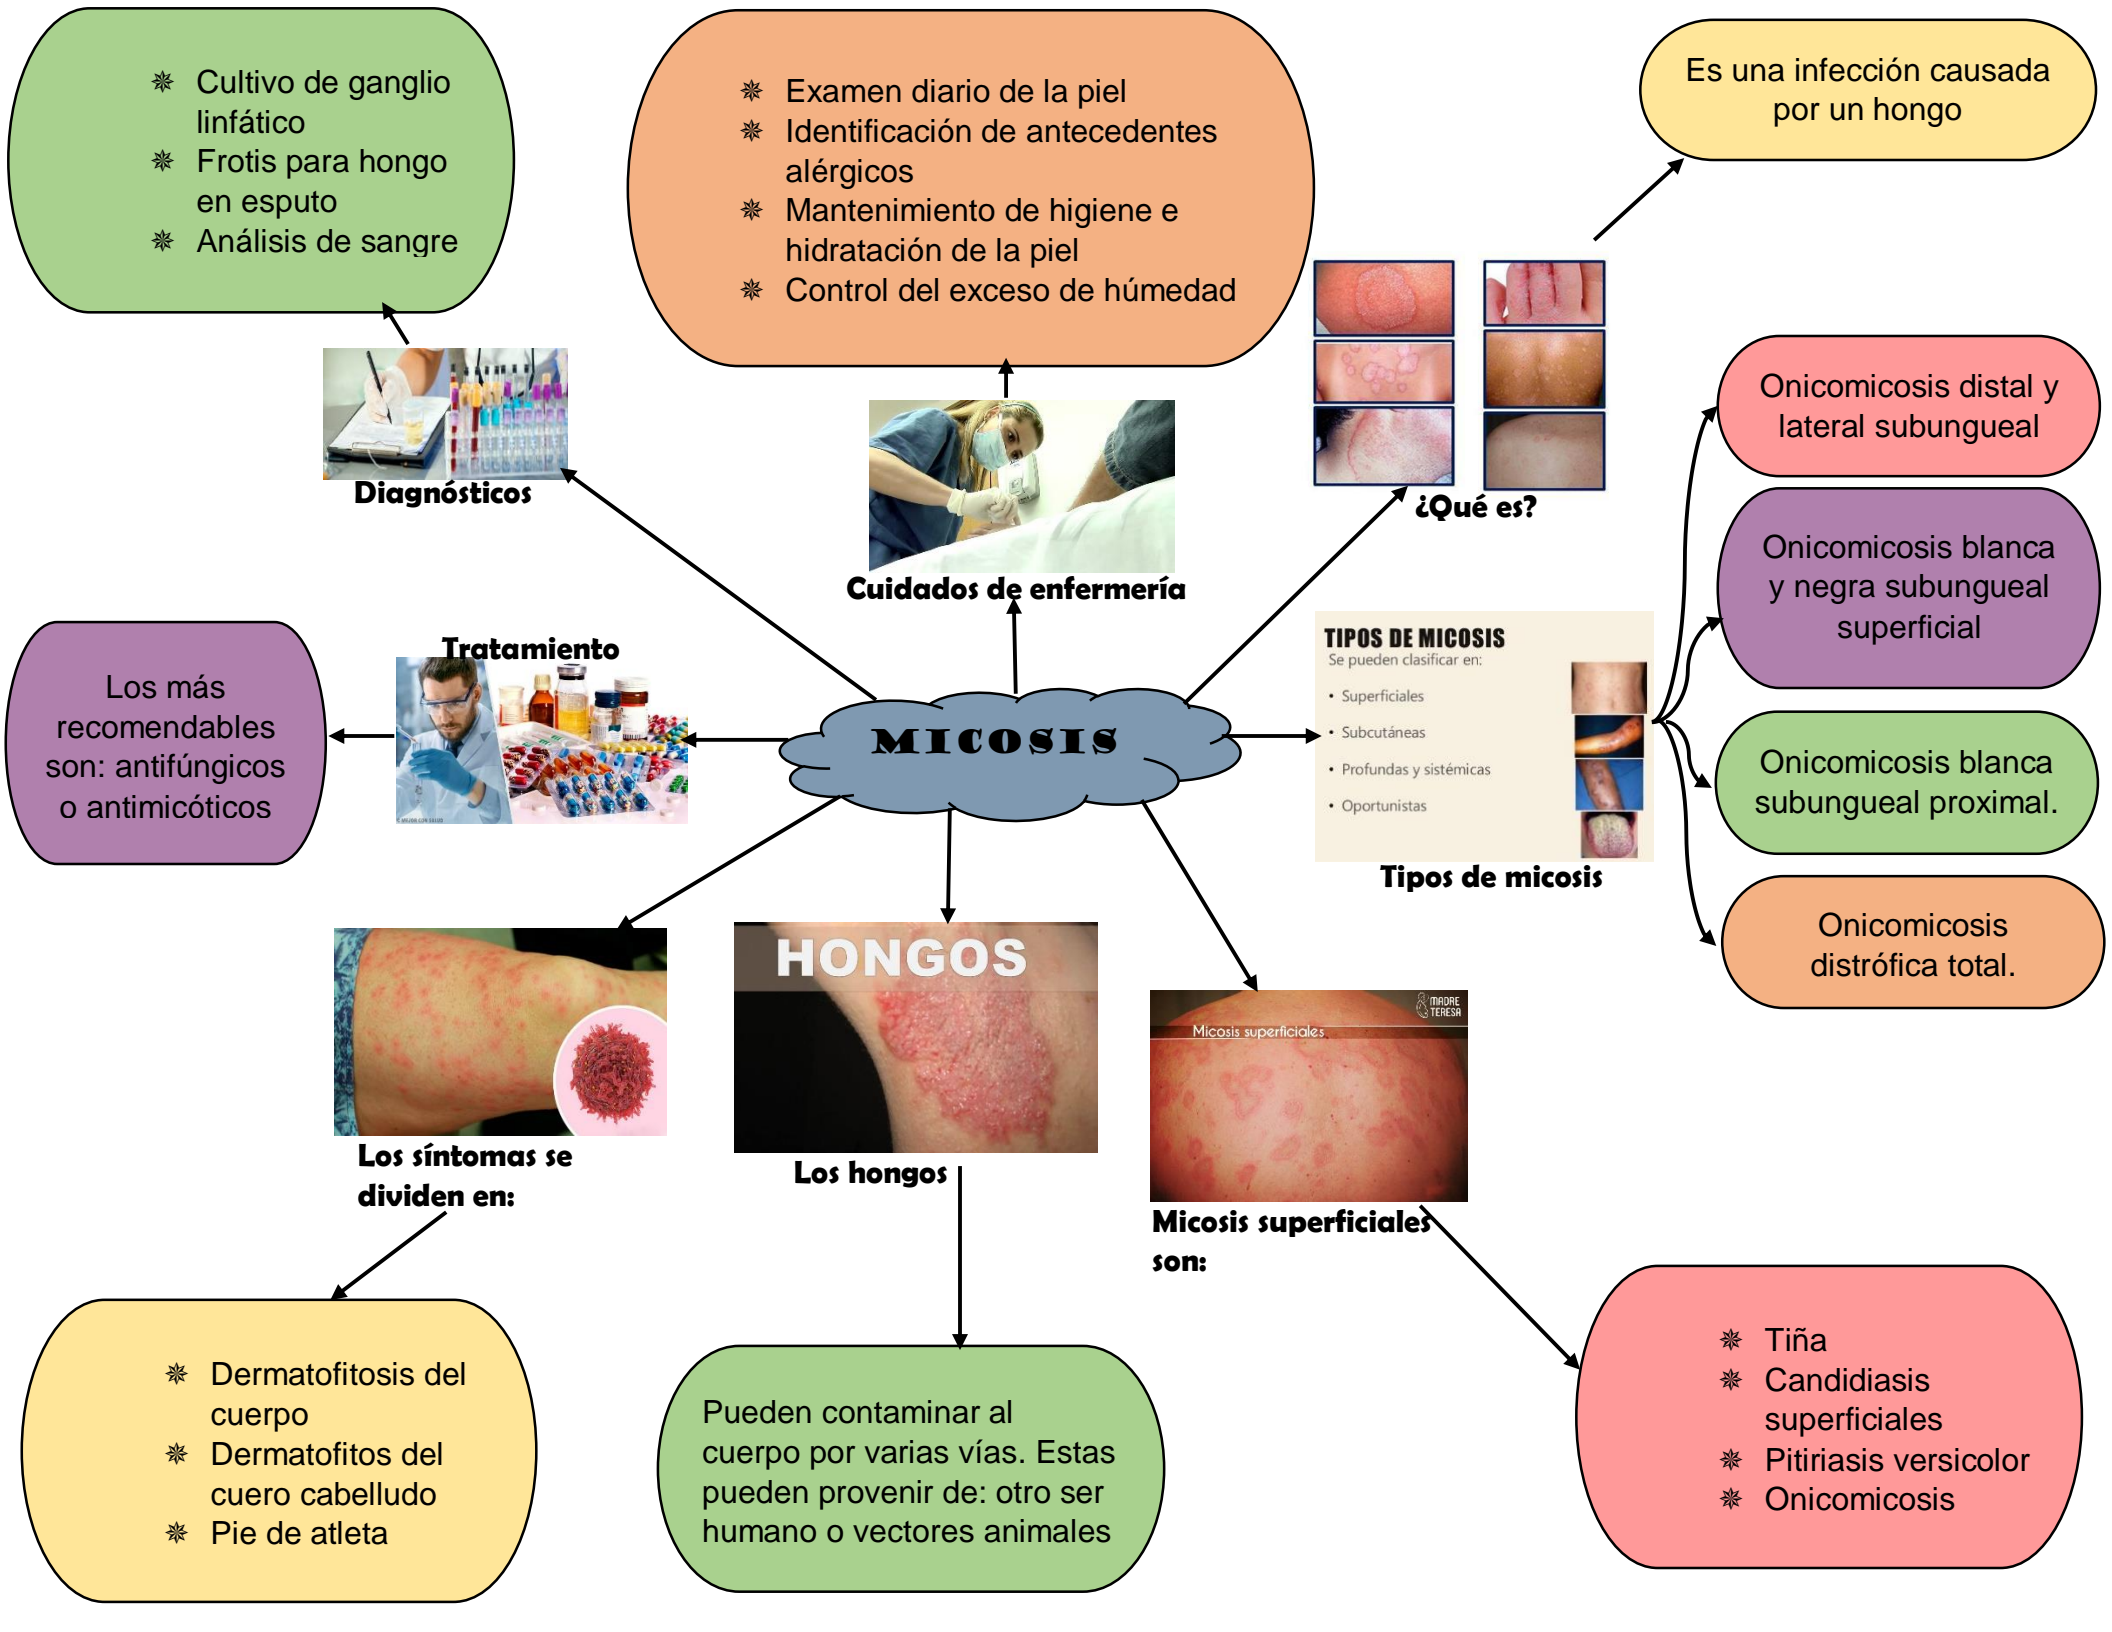 Cultivo de ganglio
linfático
Frotis para hongo
en esputo
Análisis de sangre
Diagnósticos
Examen diario de la piel
Identificación de antecedentes
alérgicos
Mantenimiento de higiene e
hidratación de la piel
Control del exceso de húmedad
Cuidados de enfermería
Es una infección causada
por un hongo
¿Qué es?
Onicomicosis distal y
lateral subungueal
Onicomicosis blanca
y negra subungueal
superficial
Onicomicosis blanca
subungueal proximal.
Onicomicosis
distrófica total.
TIPOS DE MICOSIS
Se pueden clasificar en:
• Superficiales
• Subcutáneas
• Profundas y sistémicas
• Oportunistas
Tipos de micosis
Tratamiento
MEJOR CON SALUD
Los más
recomendables
son: antifúngicos
o antimicóticos
MICOSIS
Los síntomas se
dividen en:
HONGOS
Los hongos
MADRE
TERESA
Micosis superficiales
Micosis superficiales
son:
Dermatofitosis del
cuerpo
Dermatofitos del
cuero cabelludo
Pie de atleta
Pueden contaminar al
cuerpo por varias vías. Estas
pueden provenir de: otro ser
humano o vectores animales
Tiña
Candidiasis
superficiales
Pitiriasis versicolor
Onicomicosis